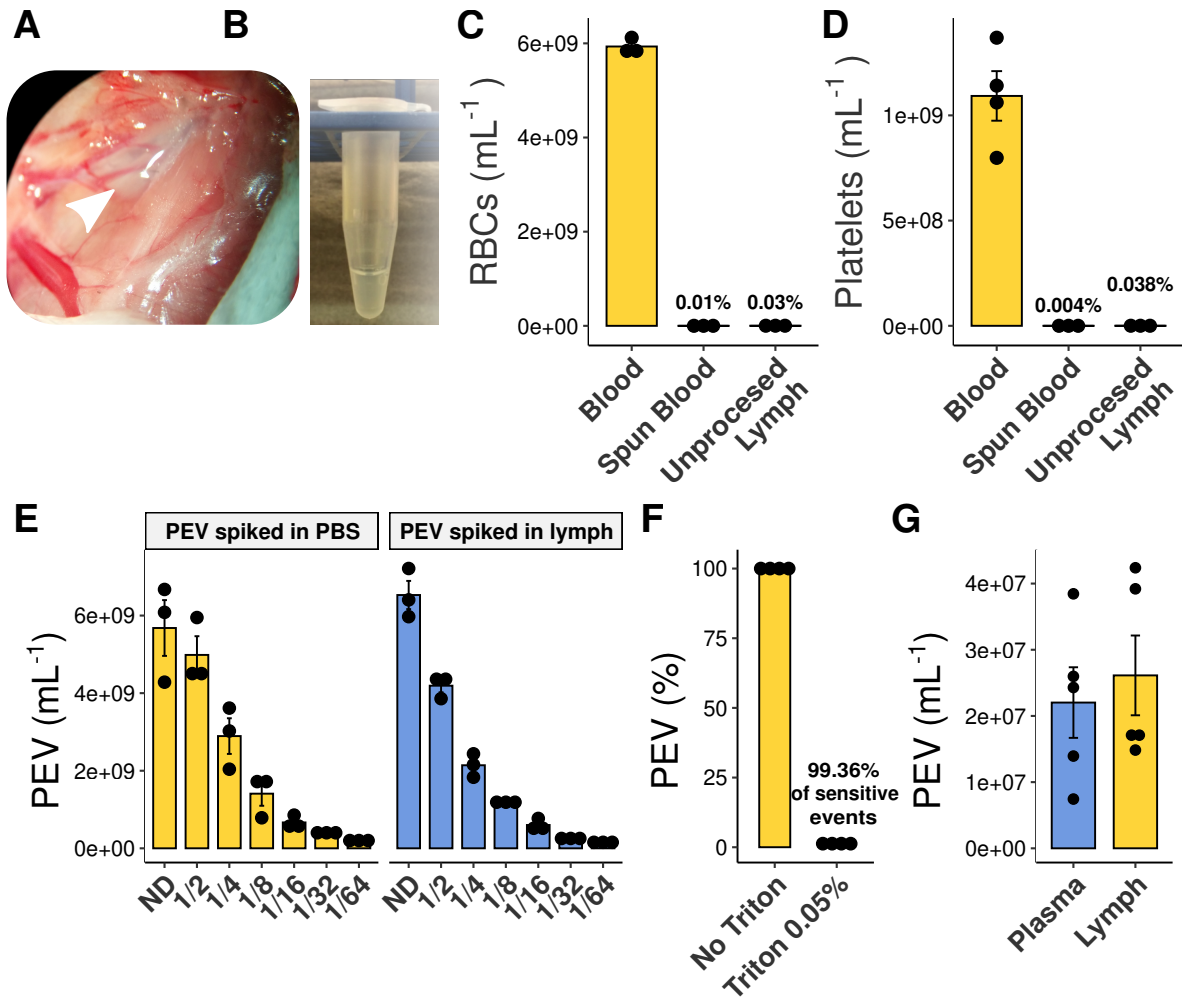 A
B
C
RBCs (mL⁻¹ )
6e+09
4e+09
2e+09
0e+00
0.01%
0.03%
Blood
Spun Blood
Unprocesed
Lymph
D
Platelets (mL⁻¹ )
1e+09
5e+08
0e+00
0.004%
0.038%
Blood
Spun Blood
Unprocesed
Lymph
E
PEV spiked in PBS
PEV spiked in lymph
PEV (mL⁻¹)
6e+09
4e+09
2e+09
0e+00
ND
1/2
1/4
1/8
1/16
1/32
1/64
ND
1/2
1/4
1/8
1/16
1/32
1/64
F
PEV (%)
100
75
50
25
0
99.36%
of sensitive
events
No Triton
Triton 0.05%
G
PEV (mL⁻¹)
4e+07
3e+07
2e+07
1e+07
0e+00
Plasma
Lymph